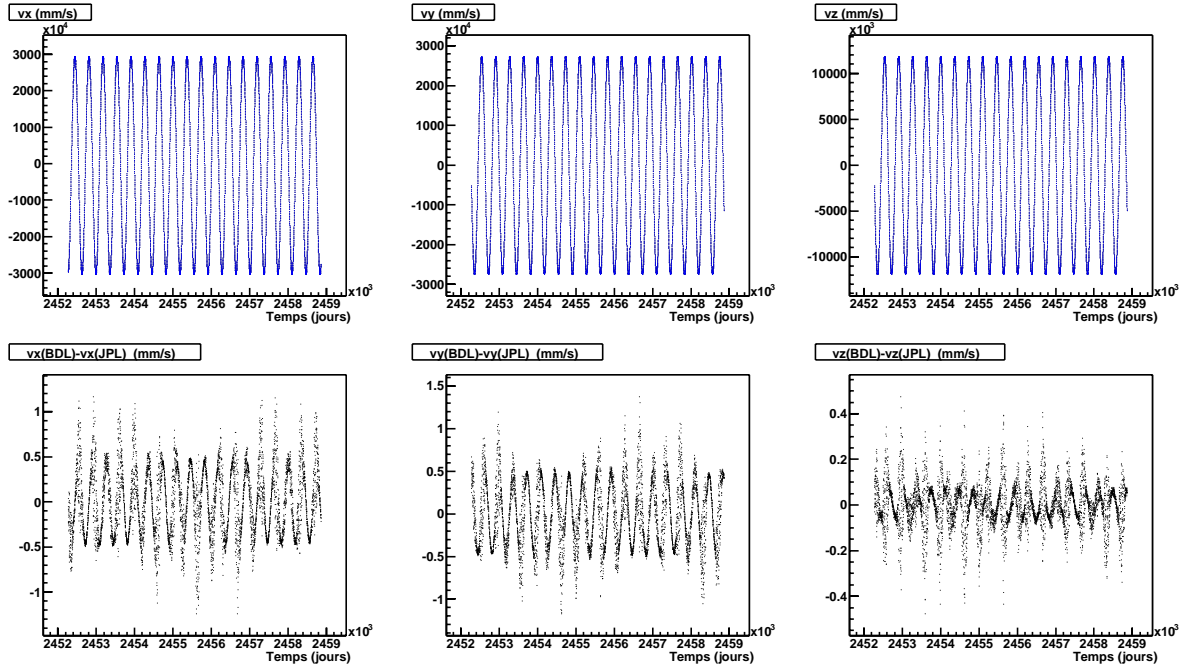 vx (mm/s)
x10^4
3000
2000
1000
0
-1000
-2000
-3000
2452 2453 2454 2455 2456 2457 2458 2459
x10^3
Temps (jours)
vy (mm/s)
x10^4
3000
2000
1000
0
-1000
-2000
-3000
2452 2453 2454 2455 2456 2457 2458 2459
x10^3
Temps (jours)
vz (mm/s)
x10^3
10000
5000
0
-5000
-10000
2452 2453 2454 2455 2456 2457 2458 2459
x10^3
Temps (jours)
vx(BDL)-vx(JPL) (mm/s)
1
0.5
0
-0.5
-1
2452 2453 2454 2455 2456 2457 2458 2459
x10^3
Temps (jours)
vy(BDL)-vy(JPL) (mm/s)
1.5
1
0.5
0
-0.5
-1
2452 2453 2454 2455 2456 2457 2458 2459
x10^3
Temps (jours)
vz(BDL)-vz(JPL) (mm/s)
0.4
0.2
0
-0.2
-0.4
2452 2453 2454 2455 2456 2457 2458 2459
x10^3
Temps (jours)